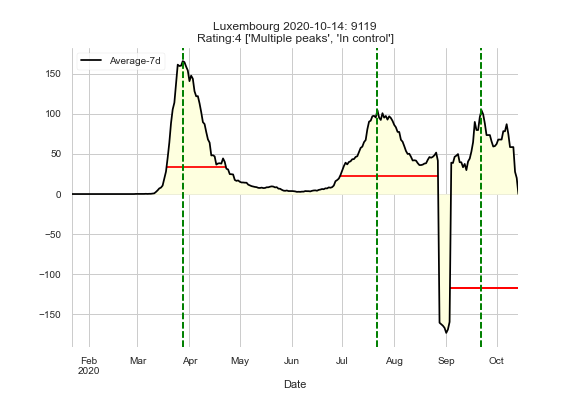 Luxembourg 2020-10-14: 9119
Rating:4 ['Multiple peaks', 'In control']
Average-7d
150
100
50
0
−50
−100
−150
Feb
2020
Mar
Apr
May
Jun
Jul
Aug
Sep
Oct
Date